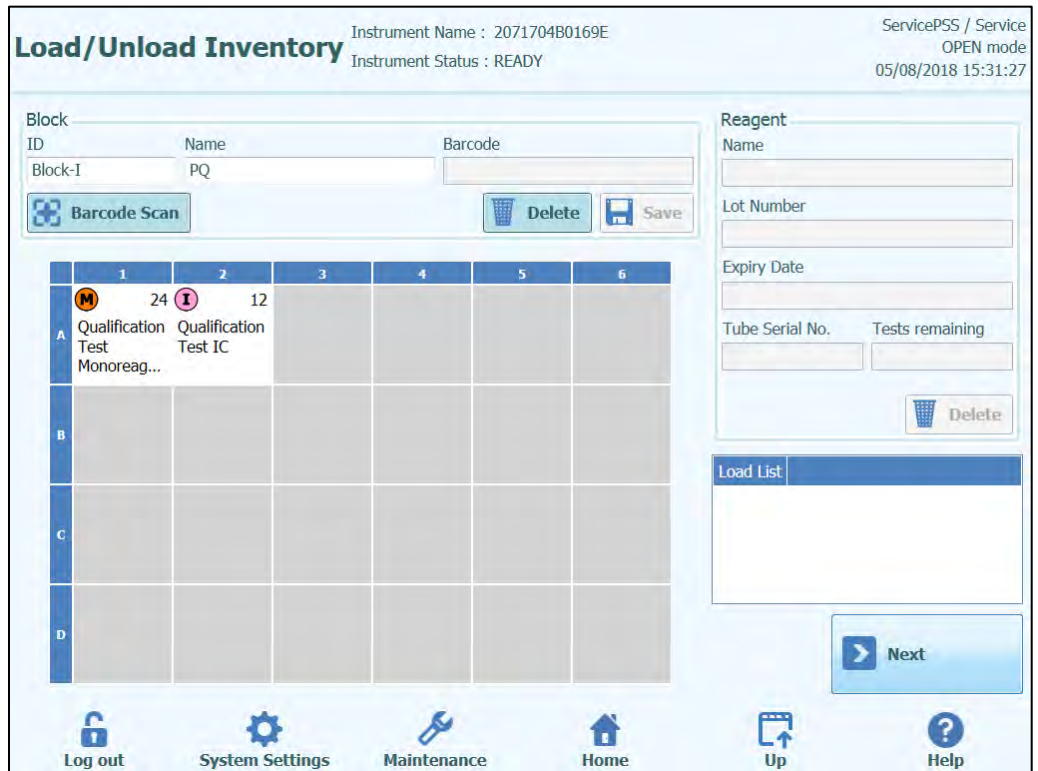 Load/Unload Inventory
Instrument Name : 2071704B0169E
Instrument Status : READY
ServicePSS / Service
OPEN mode
05/08/2018 15:31:27
Block
ID Name Barcode
Block-I PQ
Barcode Scan Delete Save
1 2 3 4 5 6
A
M 24
Qualification
Test
Monoreag...
I 12
Qualification
Test IC
B
C
D
Reagent
Name
Lot Number
Expiry Date
Tube Serial No. Tests remaining
Delete
Load List
Next
Log out System Settings Maintenance Home Up Help